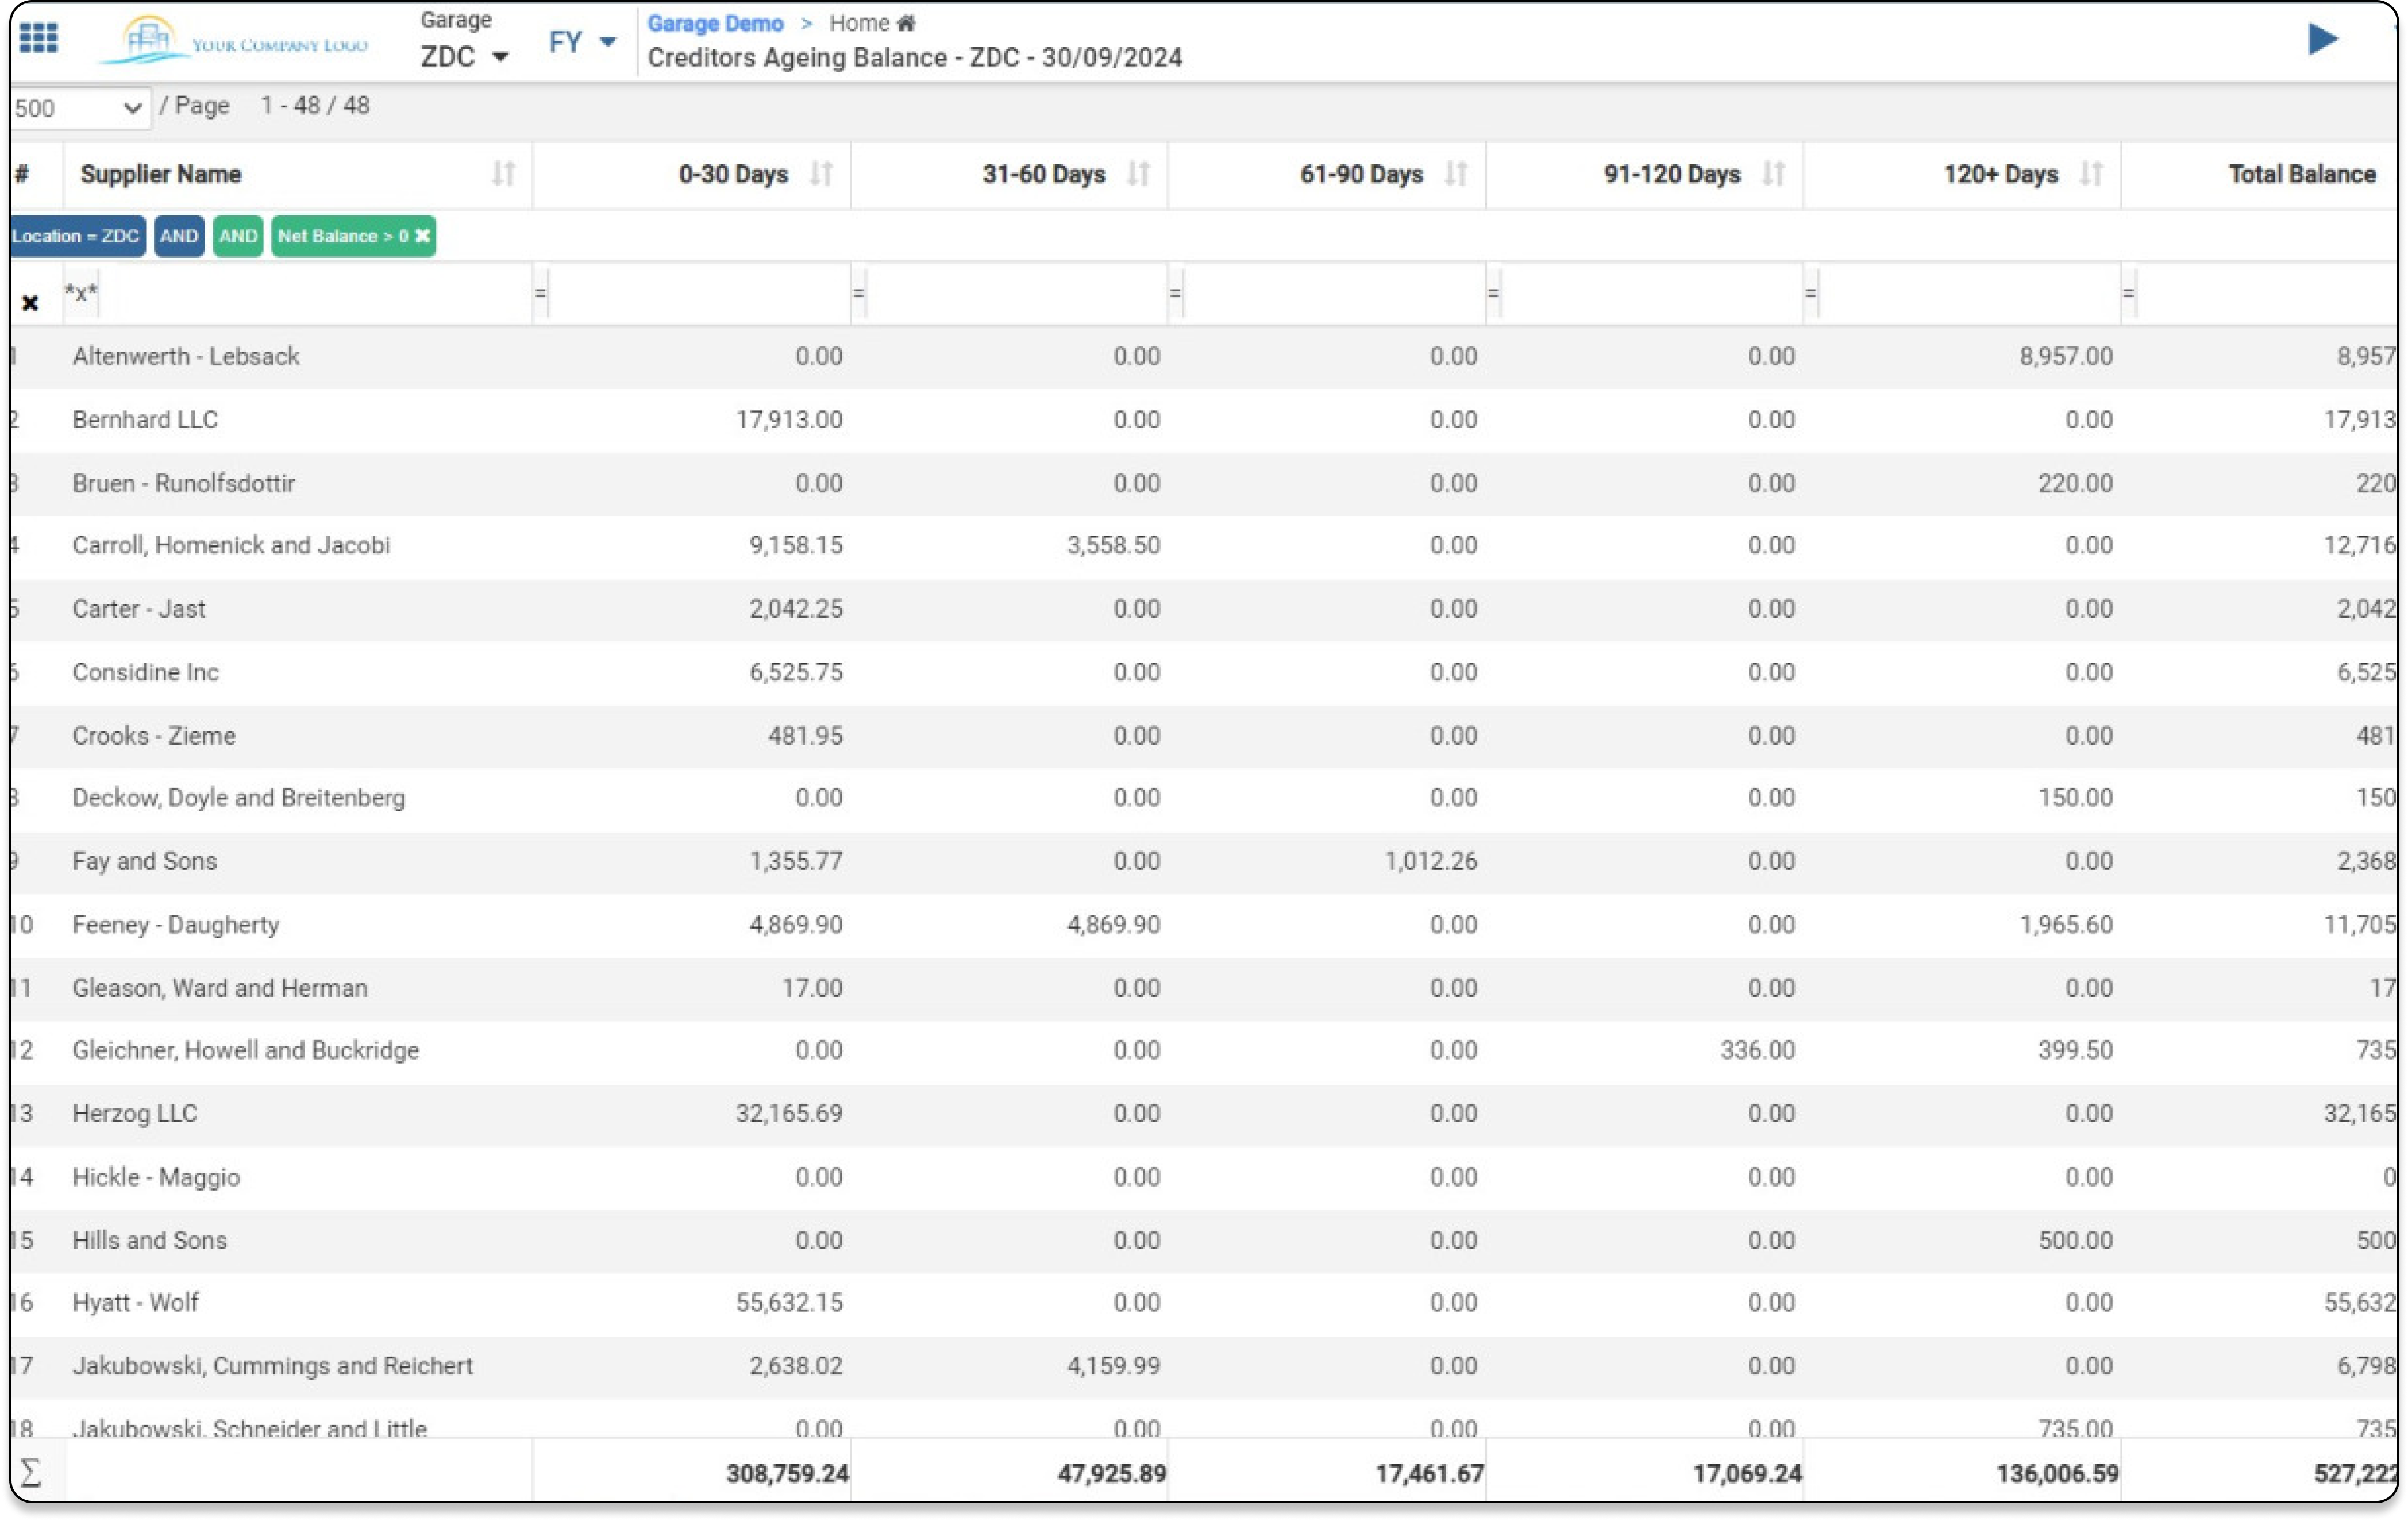 YOUR COMPANY LOGO
Garage
ZDC
FY
Garage Demo > Home
Creditors Ageing Balance - ZDC - 30/09/2024
500 / Page 1 - 48 / 48
# Supplier Name 0-30 Days 31-60 Days 61-90 Days 91-120 Days 120+ Days Total Balance
Location = ZDC AND AND Net Balance > 0 ✖
✖ *x* = = = = = =
1 Altenwerth - Lebsack 0.00 0.00 0.00 0.00 8,957.00 8,957
2 Bernhard LLC 17,913.00 0.00 0.00 0.00 0.00 17,913
3 Bruen - Runolfsdottir 0.00 0.00 0.00 0.00 220.00 220
4 Carroll, Homenick and Jacobi 9,158.15 3,558.50 0.00 0.00 0.00 12,716
5 Carter - Jast 2,042.25 0.00 0.00 0.00 0.00 2,042
6 Considine Inc 6,525.75 0.00 0.00 0.00 0.00 6,525
7 Crooks - Zieme 481.95 0.00 0.00 0.00 0.00 481
8 Deckow, Doyle and Breitenberg 0.00 0.00 0.00 0.00 150.00 150
9 Fay and Sons 1,355.77 0.00 1,012.26 0.00 0.00 2,368
10 Feeney - Daugherty 4,869.90 4,869.90 0.00 0.00 1,965.60 11,705
11 Gleason, Ward and Herman 17.00 0.00 0.00 0.00 0.00 17
12 Gleichner, Howell and Buckridge 0.00 0.00 0.00 336.00 399.50 735
13 Herzog LLC 32,165.69 0.00 0.00 0.00 0.00 32,165
14 Hickle - Maggio 0.00 0.00 0.00 0.00 0.00 0
15 Hills and Sons 0.00 0.00 0.00 0.00 500.00 500
16 Hyatt - Wolf 55,632.15 0.00 0.00 0.00 0.00 55,632
17 Jakubowski, Cummings and Reichert 2,638.02 4,159.99 0.00 0.00 0.00 6,798
18 Jakubowski, Schneider and Little 0.00 0.00 0.00 0.00 735.00 735
Σ 308,759.24 47,925.89 17,461.67 17,069.24 136,006.59 527,222